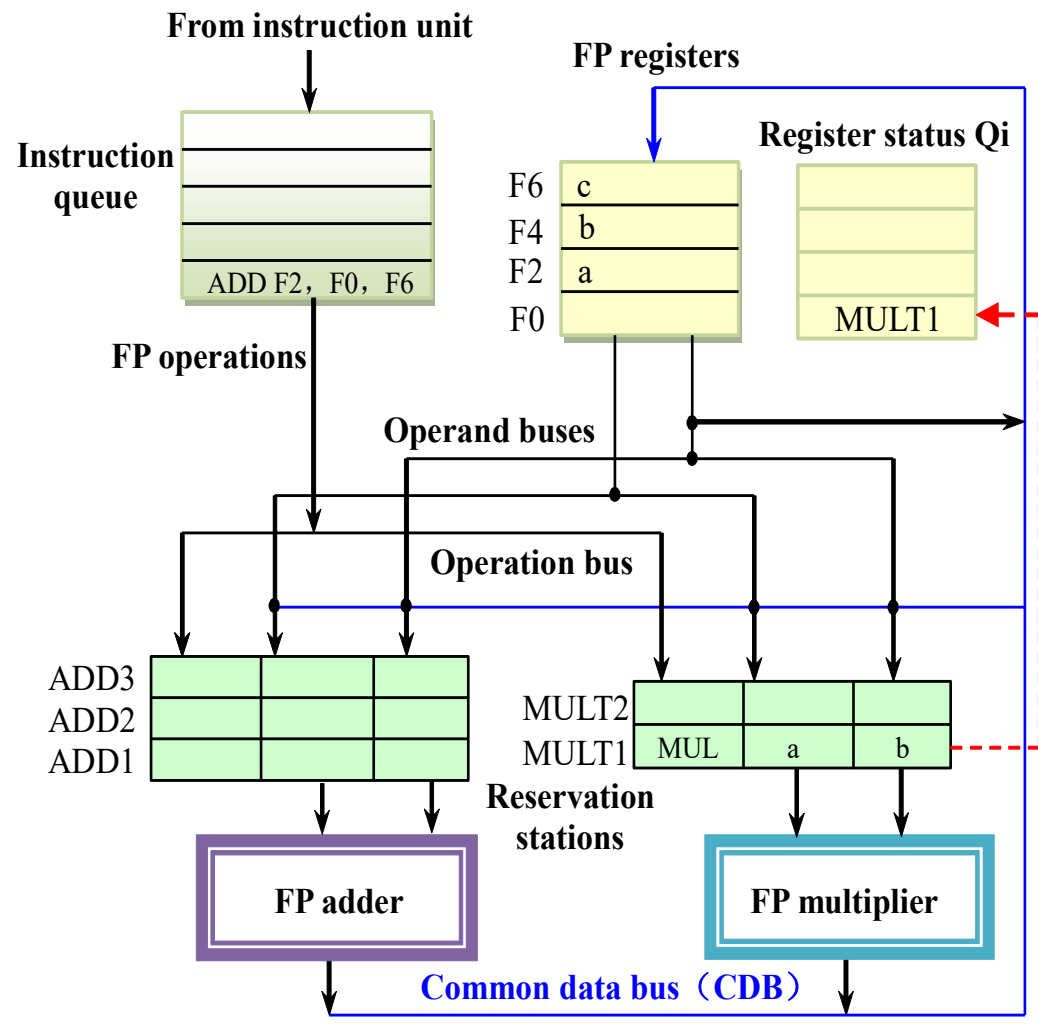 From instruction unit
FP registers
Instruction
queue
Register status Qi
F6 c
F4 b
F2 a
F0
ADD F2，F0，F6
MULT1
FP operations
Operand buses
Operation bus
ADD3
ADD2
ADD1
MULT2
MULT1 MUL a b
Reservation
stations
FP adder
FP multiplier
Common data bus（CDB）